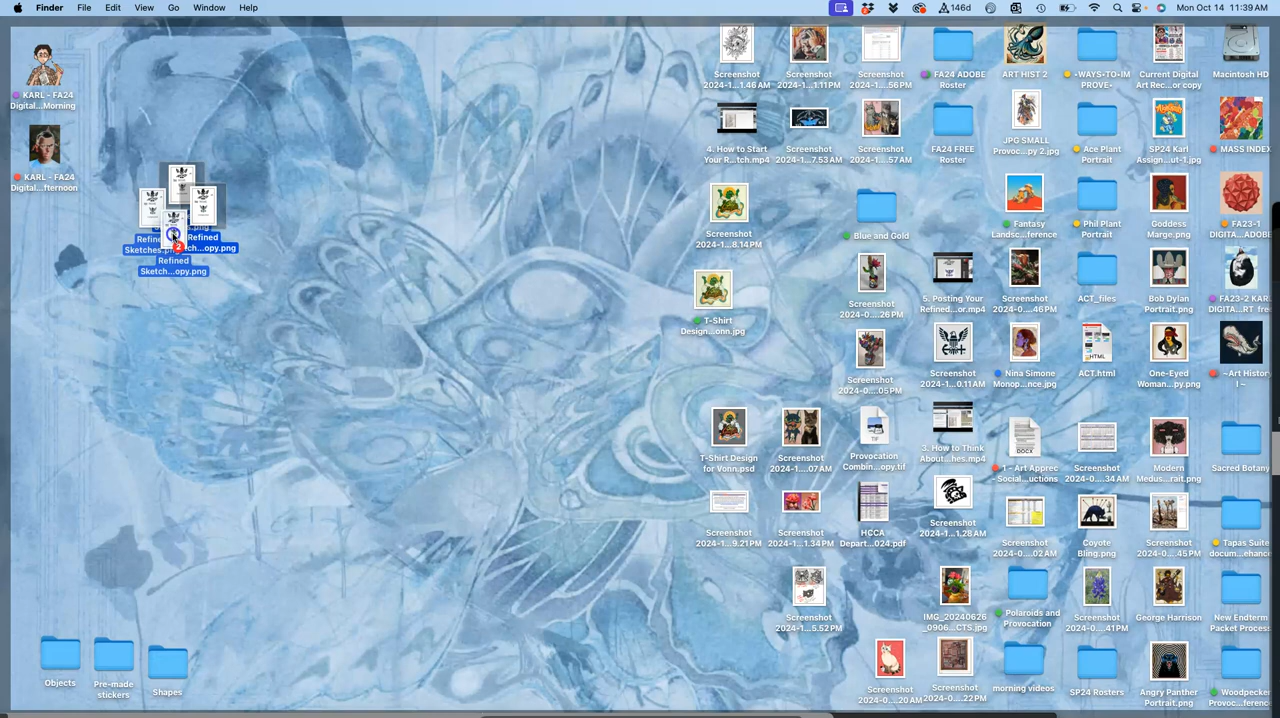 Finder File Edit View Go Window Help
146d
Mon Oct 14 11:39 AM
KARL - FA24
Digital...Morning
KARL - FA24
Digital...fternoon
Refined
Sketch...opy.png
Objects
Pre-made
stickers
Shapes
Screenshot
2024-1...1.46 AM
Screenshot
2024-1...1.11 PM
Screenshot
2024-1....56 PM
FA24 ADOBE
Roster
ART HIST 2
•WAYS•TO•IM
PROVE•
Current Digital
Art Rec...or copy
Macintosh HD
4. How to Start
Your R...tch.mp4
Screenshot
2024-1...7.53 AM
Screenshot
2024-1....57 AM
FA24 FREE
Roster
JPG SMALL
Provoc...py 2.jpg
Ace Plant
Portrait
SP24 Karl
Assign...ut-1.jpg
MASS INDEX
Screenshot
2024-1...8.14 PM
Blue and Gold
Fantasy
Landsc...ference
Phil Plant
Portrait
Goddess
Marge.png
FA23-1
DIGITA...ADOBE
T-Shirt
Design...onn.jpg
Screenshot
2024-0....26 PM
5. Posting Your
Refined...or.mp4
Screenshot
2024-0....46 PM
ACT_files
Bob Dylan
Portrait.png
FA23-2 KAR
DIGITA...RT_fre
Screenshot
2024-0....05 PM
Screenshot
2024-1...0.11 AM
Nina Simone
Monop...nce.jpg
HTML
ACT.html
One-Eyed
Woman...py.png
~Art History
I ~
T-Shirt Design
for Vonn.psd
Screenshot
2024-1....07 AM
TIF
Provocation
Combin...opy.tif
3. How to Think
About...hes.mp4
DOCX
1 - Art Apprec
- Social...uctions
Screenshot
2024-0....34 AM
Modern
Medus...rait.png
Sacred Botany
Screenshot
2024-1...9.21 PM
Screenshot
2024-1...1.34 PM
HCCA
Depart...024.pdf
Screenshot
2024-1...1.28 AM
Screenshot
2024-0....02 AM
Coyote
Bling.png
Screenshot
2024-0....45 PM
Tapas Suite
docum...ehance
Screenshot
2024-1...5.52 PM
IMG_20240626
_0906...CTS.jpg
Polaroids and
Provocation
Screenshot
2024-0....41 PM
George Harrison
New Endterm
Packet Process
Screenshot
2024-0....20 AM
Screenshot
2024-0....22 PM
morning videos
SP24 Rosters
Angry Panther
Portrait.png
Woodpecker
Provoc...ference